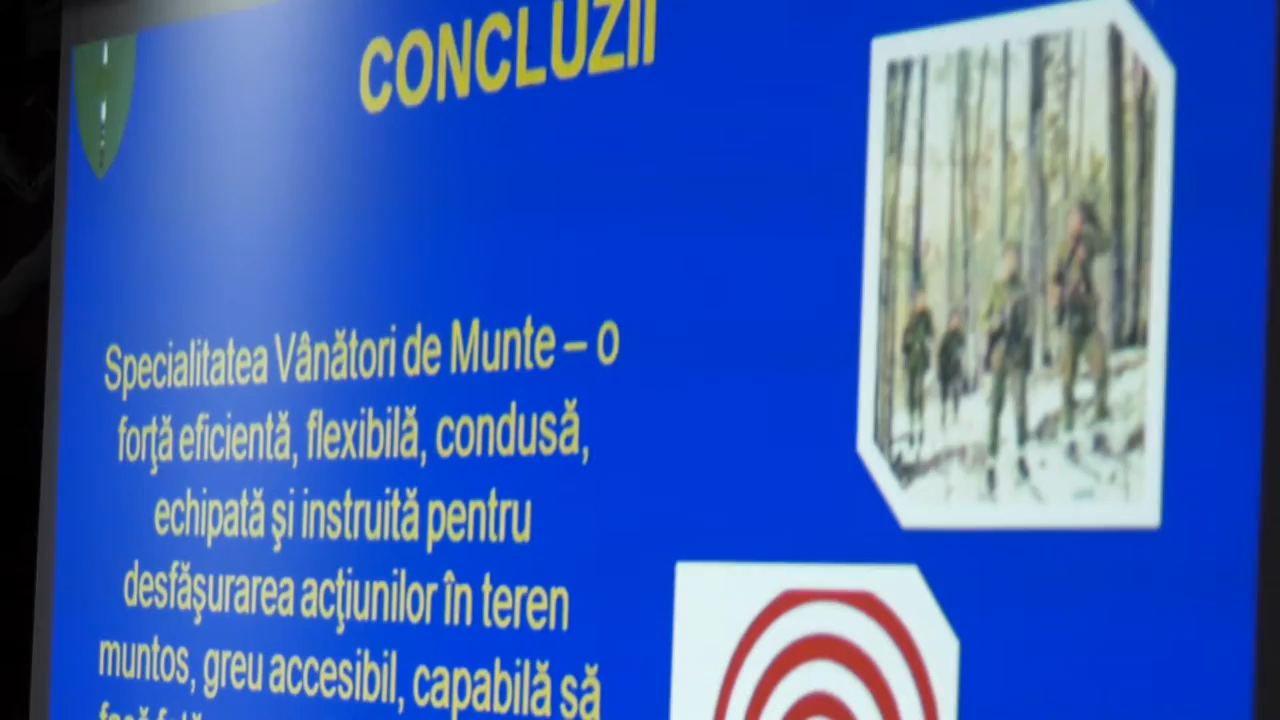 CONCLUZII
Specialitatea Vânători de Munte – o
forţă eficientă, flexibilă, condusă,
echipată şi instruită pentru
desfăşurarea acţiunilor în teren
muntos, greu accesibil, capabilă să